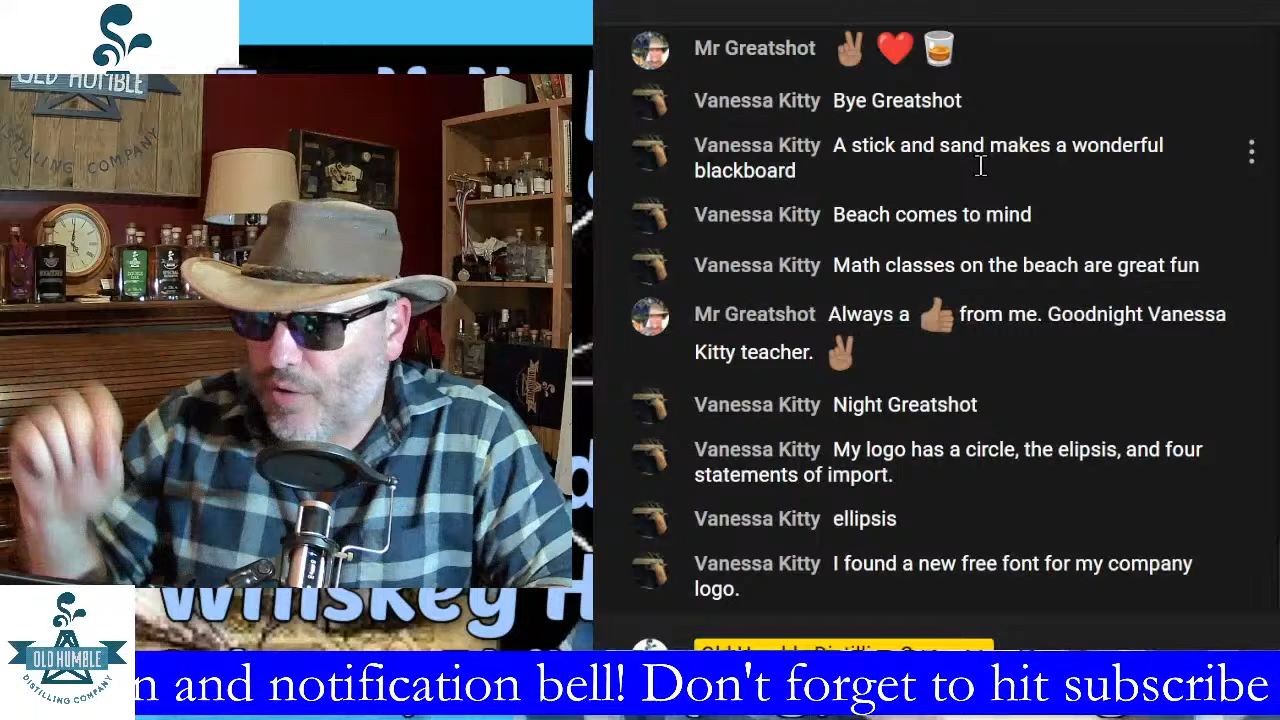 OLD HUMBLE
DISTILLING COMPANY
Mr Greatshot ✌🏽 ❤️ 🥃
Vanessa Kitty Bye Greatshot
Vanessa Kitty A stick and sand makes a wonderful
blackboard
Vanessa Kitty Beach comes to mind
Vanessa Kitty Math classes on the beach are great fun
Mr Greatshot Always a 👍🏽 from me. Goodnight Vanessa
Kitty teacher. ✌🏽
Vanessa Kitty Night Greatshot
Vanessa Kitty My logo has a circle, the elipsis, and four
statements of import.
Vanessa Kitty ellipsis
Vanessa Kitty I found a new free font for my company
logo.
Whiskey
OLD HUMBLE
DISTILLING COMPANY
n and notification bell! Don't forget to hit subscribe